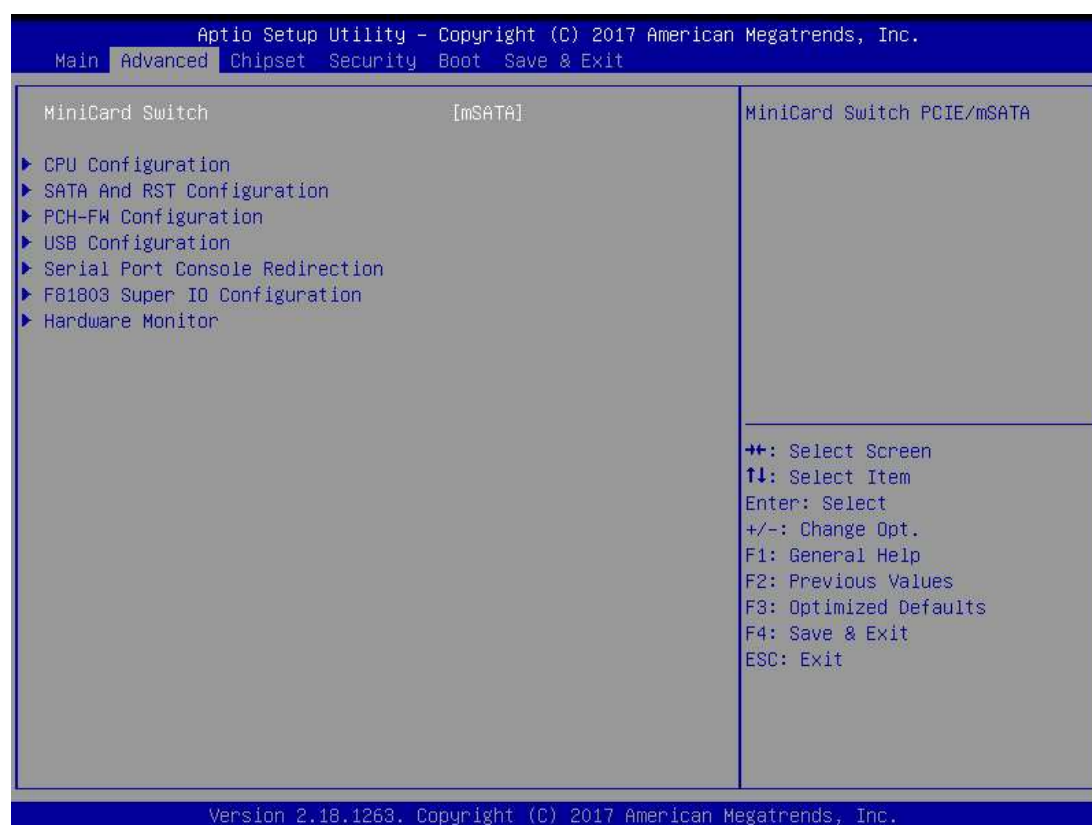 Aptio Setup Utility – Copyright (C) 2017 American Megatrends, Inc.
Main Advanced Chipset Security Boot Save & Exit
MiniCard Switch [mSATA]
CPU Configuration
SATA And RST Configuration
PCH-FW Configuration
USB Configuration
Serial Port Console Redirection
F81803 Super IO Configuration
Hardware Monitor
MiniCard Switch PCIE/mSATA
→←: Select Screen
↑↓: Select Item
Enter: Select
+/-: Change Opt.
F1: General Help
F2: Previous Values
F3: Optimized Defaults
F4: Save & Exit
ESC: Exit
Version 2.18.1263. Copyright (C) 2017 American Megatrends, Inc.